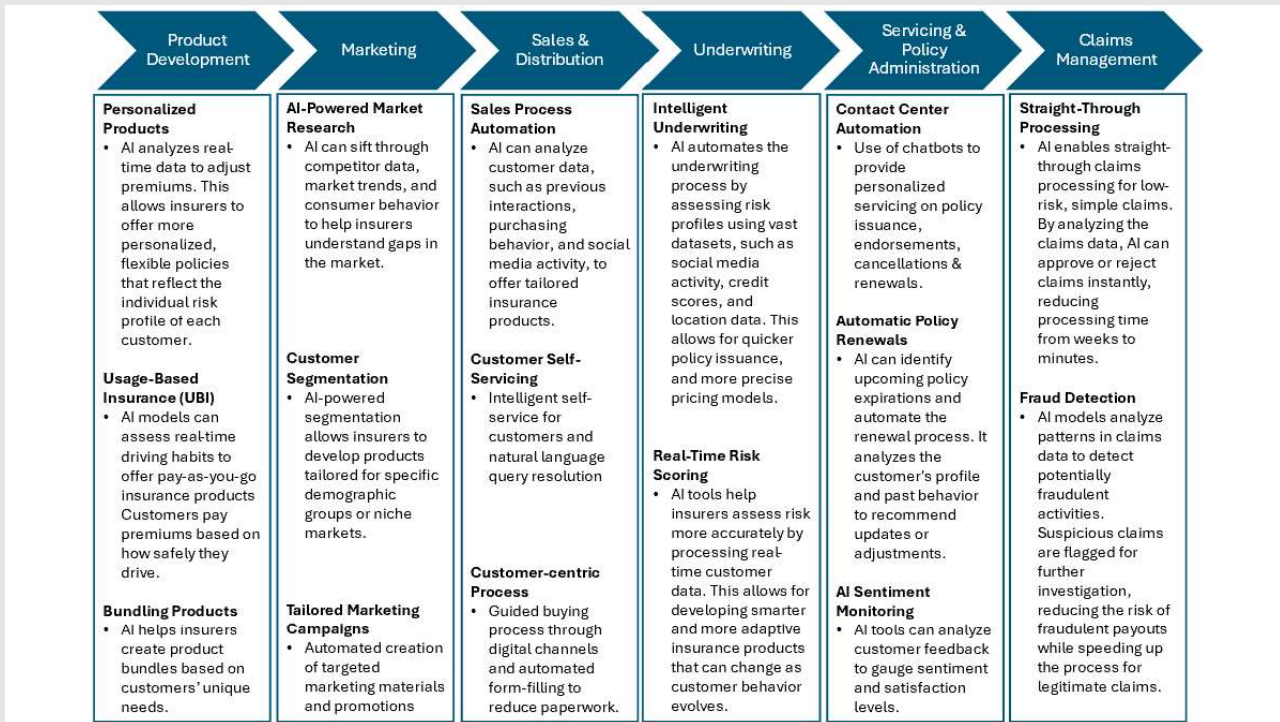 Product
Development
Marketing
Sales &
Distribution
Underwriting
Servicing &
Policy
Administration
Claims
Management
Personalized
Products
• AI analyzes real-
time data to adjust
premiums. This
allows insurers to
offer more
personalized,
flexible policies
that reflect the
individual risk
profile of each
customer.
Usage-Based
Insurance (UBI)
• AI models can
assess real-time
driving habits to
offer pay-as-you-go
insurance products
Customers pay
premiums based on
how safely they
drive.
Bundling Products
• AI helps insurers
create product
bundles based on
customers' unique
needs.
AI-Powered Market
Research
• AI can sift through
competitor data,
market trends, and
consumer behavior
to help insurers
understand gaps in
the market.
Customer
Segmentation
• AI-powered
segmentation
allows insurers to
develop products
tailored for specific
demographic
groups or niche
markets.
Tailored Marketing
Campaigns
• Automated creation
of targeted
marketing materials
and promotions
Sales Process
Automation
• AI can analyze
customer data,
such as previous
interactions,
purchasing
behavior, and social
media activity, to
offer tailored
insurance
products.
Customer Self-
Servicing
• Intelligent self-
service for
customers and
natural language
query resolution
Customer-centric
Process
• Guided buying
process through
digital channels
and automated
form-filling to
reduce paperwork.
Intelligent
Underwriting
• AI automates the
underwriting
process by
assessing risk
profiles using vast
datasets, such as
social media
activity, credit
scores, and
location data. This
allows for quicker
policy issuance,
and more precise
pricing models.
Real-Time Risk
Scoring
• AI tools help
insurers assess risk
more accurately by
processing real-
time customer
data. This allows for
developing smarter
and more adaptive
insurance products
that can change as
customer behavior
evolves.
Contact Center
Automation
• Use of chatbots to
provide
personalized
servicing on policy
issuance,
endorsements,
cancellations &
renewals.
Automatic Policy
Renewals
• AI can identify
upcoming policy
expirations and
automate the
renewal process. It
analyzes the
customer's profile
and past behavior
to recommend
updates or
adjustments.
AI Sentiment
Monitoring
• AI tools can analyze
customer feedback
to gauge sentiment
and satisfaction
levels.
Straight-Through
Processing
• AI enables straight-
through claims
processing for low-
risk, simple claims.
By analyzing the
claims data, AI can
approve or reject
claims instantly,
reducing
processing time
from weeks to
minutes.
Fraud Detection
• AI models analyze
patterns in claims
data to detect
potentially
fraudulent
activities.
Suspicious claims
are flagged for
further
investigation,
reducing the risk of
fraudulent payouts
while speeding up
the process for
legitimate claims.